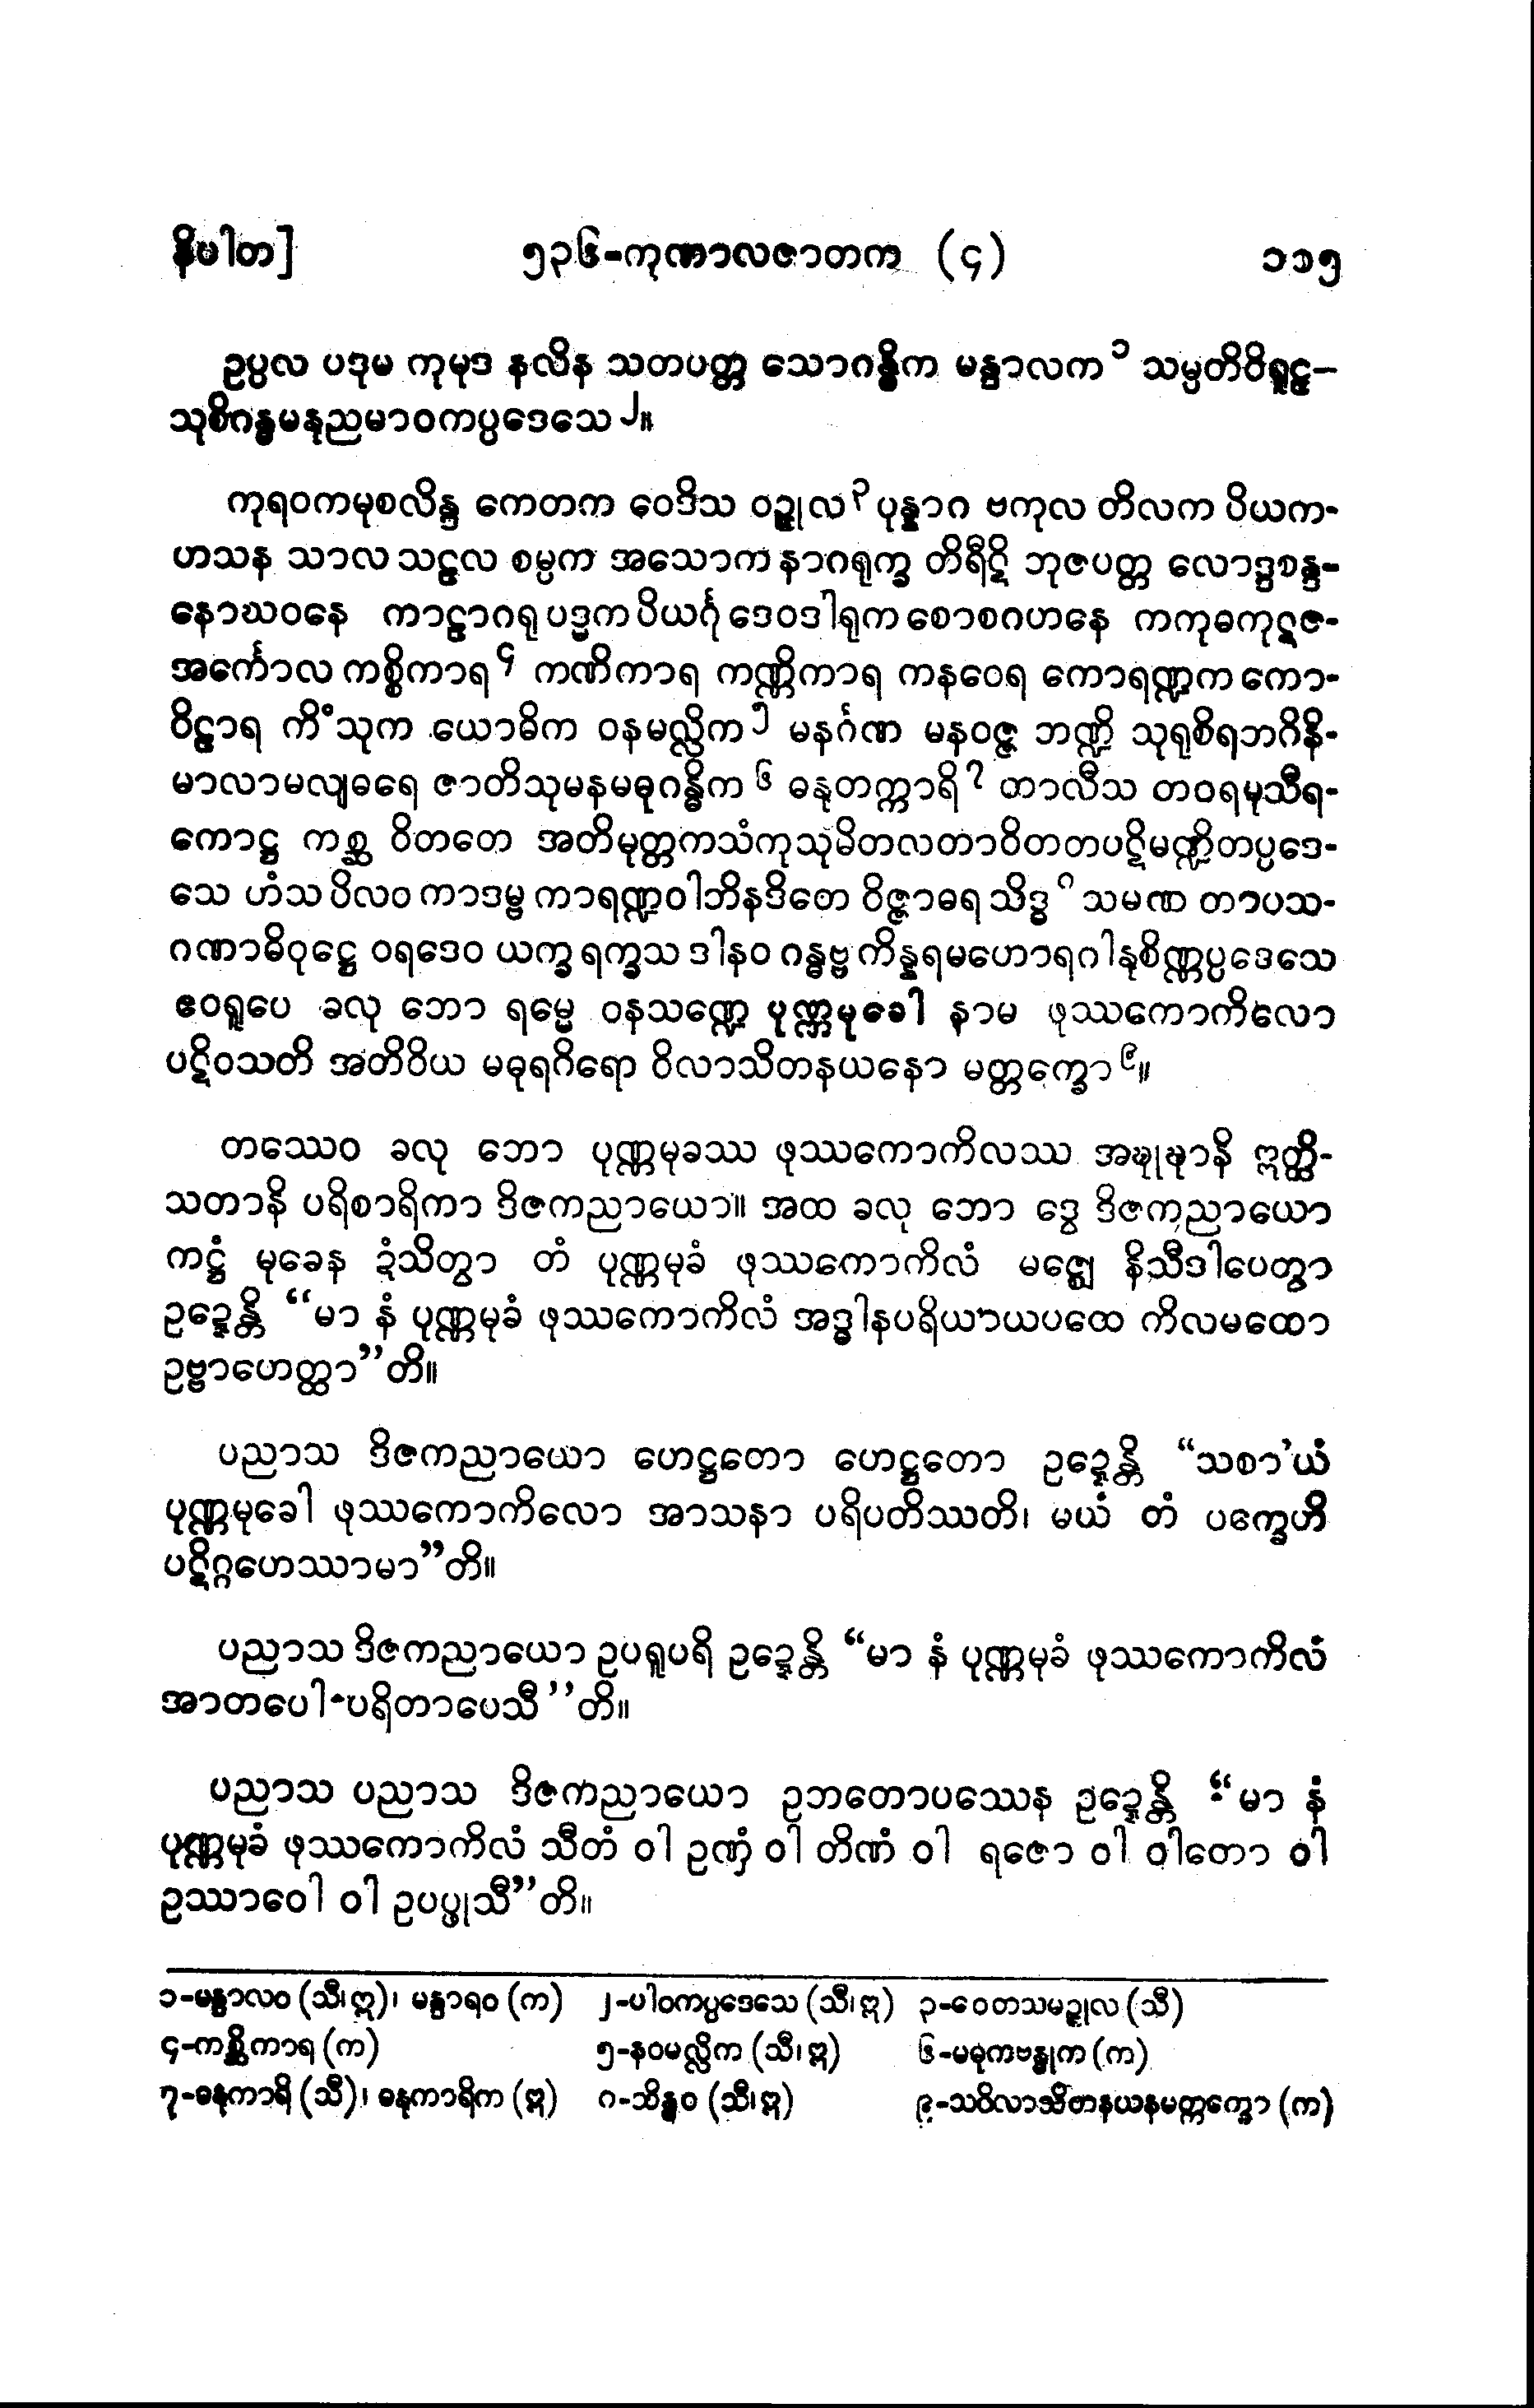 နိပါတ]
၅၃၆-ကုဏာလဇာတက (၄)
၁၁၅
ဥပ္ပလ ပဒုမ ကုမုဒ နလိန သတပတ္တ သောဂန္ဓိက မန္ဒာလက၁ သမ္ပတိဝိရူဠှ-
သုစိဂန္ဓမနုညမာဝကပ္ပဒေသေ၂။
ကုရဝကမုစလိန္ဒ ကေတက ဝေဒိသ ဝဉ္ဇုလ၃ ပုန္နာဂ ဗကုလ တိလက ပိယက-
ဟသန သာလ သဠ္လ စမ္ပက အသောက နာဂရုက္ခ တိရီဋိ ဘုဇပတ္တ လောဒ္ဒစန္ဒ-
နောဃဝနေ ကာဠာဂရု ပဒ္မက ပိယင်္ဂု ဒေဝဒါရုက စောစဂဟနေ ကကုဓကုဋဇ-
အင်္ကောလ ကစ္စိကာရ၄ ကဏိကာရ ကဏ္ဏိကာရ ကနဝေရ ကောရဏ္ဍက ကော-
ဝိဠာရ ကိံသုက ယောဓိက ဝနမလ္လိက၅ မနင်္ဂဏ မနဝဇ္ဇ ဘဏ္ဍိ သုရုစိရဘဂိနိ-
မာလာမလျဓရေ ဇာတိသုမနမဓုဂန္ဓိက၆ ဓနုတက္ကာရိ၇ တာလီသ တဝရမုသီရ-
ကောဋ္ဌ ကစ္ဆ ဝိတတေ အတိမုတ္တကသံကုသုမိတလတာဝိတတပဋိမဏ္ဍိတပ္ပဒေ-
သေ ဟံသ ပိလဝ ကာဒမ္ဗ ကာရဏ္ဍဝါဘိနဒိတေ ဝိဇ္ဇာဓရ သိဒ္ဓ၈ သမဏ တာပသ-
ဂဏာဓိဝုဋ္ဌေ ဝရဒေဝ ယက္ခ ရက္ခသ ဒါနဝ ဂန္ဓဗ္ဗ ကိန္နရမဟောရဂါနုစိဏ္ဏပ္ပဒေသေ
ဧဝရူပေ ခလု ဘော ရမ္မေ ဝနသဏ္ဍေ ပုဏ္ဏမုခေါ နာမ ဖုဿကောကိလော
ပဋိဝသတိ အတိဝိယ မဓုရဂိရော ဝိလာသိတနယနော မတ္တက္ခော၉။
တဿေဝ ခလု ဘော ပုဏ္ဏမုခဿ ဖုဿကောကိလဿ အဍ္ဎုဍ္ဎာနိ ဣတ္ထိ-
သတာနိ ပရိစာရိကာ ဒိဇကညာယော။ အထ ခလု ဘော ဒွေ ဒိဇကညာယော
ကဋ္ဌံ မုခေန ဍံသိတွာ တံ ပုဏ္ဏမုခံ ဖုဿကောကိလံ မဇ္ဈေ နိသီဒါပေတွာ
ဥဍ္ဍေန္တိ “မာ နံ ပုဏ္ဏမုခံ ဖုဿကောကိလံ အဒ္ဓါနပရိယာယပထေ ကိလမထော
ဥဗ္ဗာဟေတ္ထာ”တိ။
ပညာသ ဒိဇကညာယော ဟေဋ္ဌတော ဟေဋ္ဌတော ဥဍ္ဍေန္တိ “သစာ’ယံ
ပုဏ္ဏမုခေါ ဖုဿကောကိလော အာသနာ ပရိပတိဿတိ၊ မယံ တံ ပက္ခေဟိ
ပဋိဂ္ဂဟေဿာမာ”တိ။
ပညာသ ဒိဇကညာယော ဥပရူပရိ ဥဍ္ဍေန္တိ “မာ နံ ပုဏ္ဏမုခံ ဖုဿကောကိလံ
အာတပေါ ပရိတာပေသီ”တိ။
ပညာသ ပညာသ ဒိဇကညာယော ဥဘတောပဿေန ဥဍ္ဍေန္တိ “မာ နံ
ပုဏ္ဏမုခံ ဖုဿကောကိလံ သီတံ ဝါ ဥဏှံ ဝါ တိဏံ ဝါ ရဇော ဝါ ဝါတော ဝါ
ဥဿာဝေါ ဝါ ဥပပ္ဖုသီ”တိ။
၁-မန္ဒာလဝ (သီ၊ဣ)၊ မန္ဒာရဝ (က) ၂-ပါဝကပ္ပဒေသေ (သီ၊ဣ) ၃-ဝေတသမဉ္ဇုလ (သီ)
၄-ကစ္ဆိကာရ (က) ၅-နဝမလ္လိက (သီ၊ဣ) ၆-မဓုကဗန္ဓုက (က)
၇-ဓနုကာရိ (သီ)၊ ဓနုကာရိက (ဣ) ၈-သိန္ဓဝ (သီ၊ဣ) ၉-သဝိလာသိတနယနမတ္တက္ခော (က)